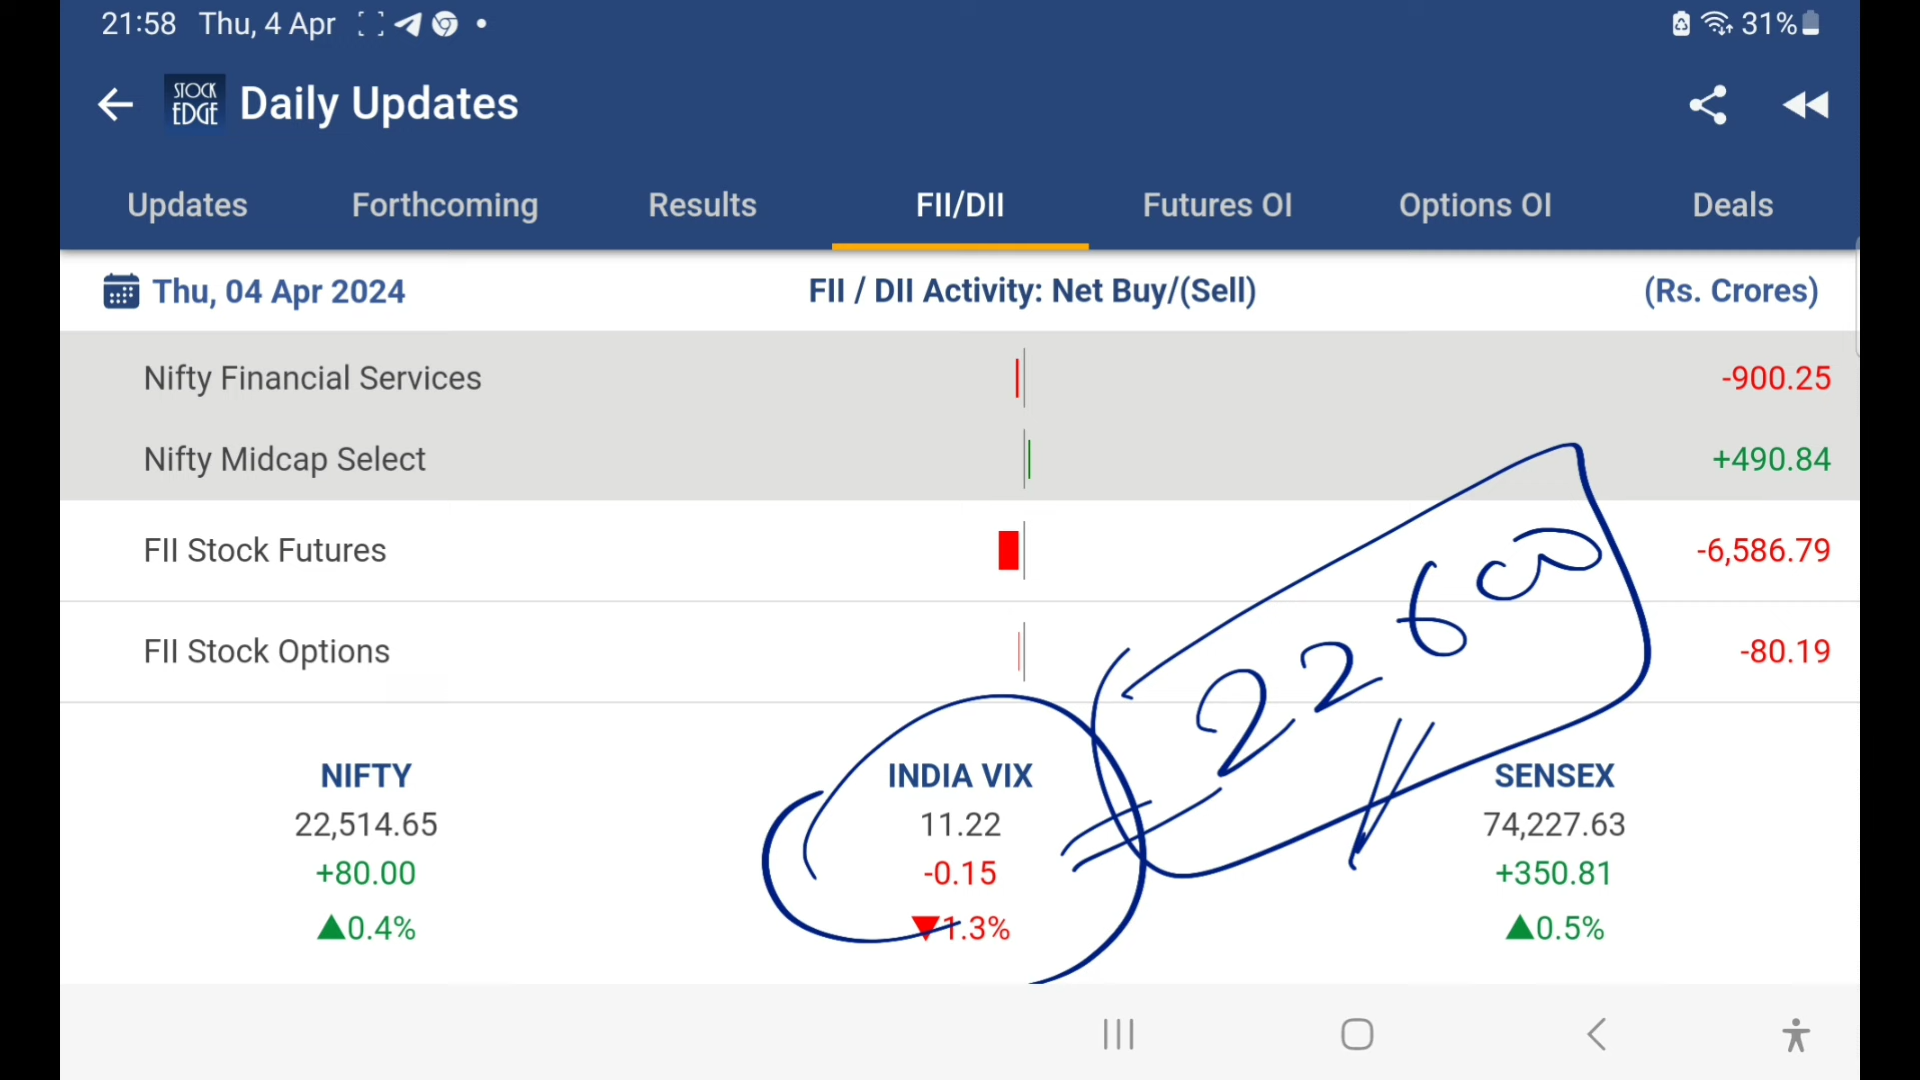 21:58 Thu, 4 Apr 31%
STOCK EDGE Daily Updates
Updates Forthcoming Results FII/DII Futures OI Options OI Deals
Thu, 04 Apr 2024 FII / DII Activity: Net Buy/(Sell) (Rs. Crores)
Nifty Financial Services -900.25
Nifty Midcap Select +490.84
FII Stock Futures -6,586.79
FII Stock Options -80.19
22600
NIFTY INDIA VIX SENSEX
22,514.65 11.22 74,227.63
+80.00 -0.15 +350.81
▲0.4% ▼1.3% ▲0.5%